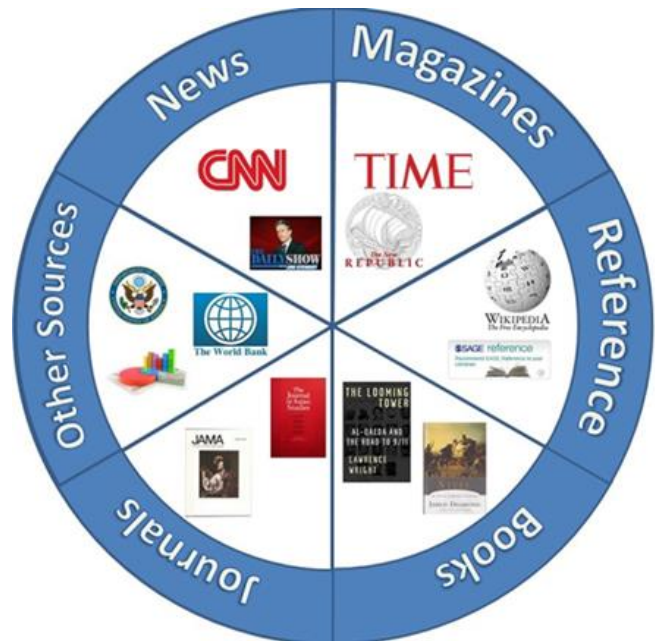 News
Magazines
Reference
Books
Journals
Other Sources
CNN
DAILY SHOW
TIME
The New
REPUBLIC
WIKIPEDIA
The Free Encyclopedia
SAGE reference
THE LOOMING
TOWER
AL-QAEDA AND
THE ROAD TO 9/11
LAWRENCE
WRIGHT
The
Journal
Studies
JAMA
The World Bank